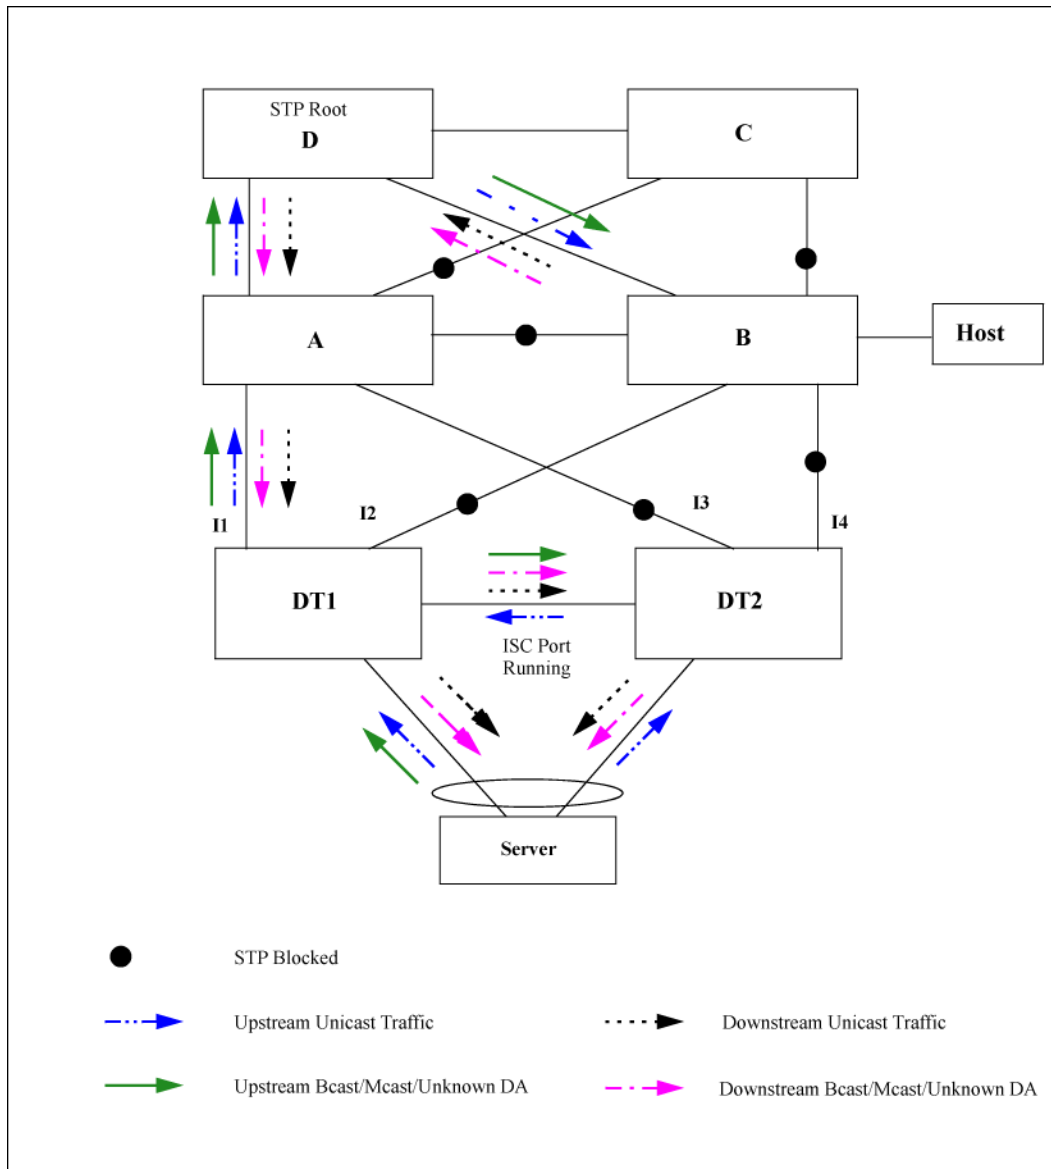 STP Root
D
C
A
B
Host
I1
I2
I3
I4
DT1
DT2
ISC Port
Running
Server
STP Blocked
Upstream Unicast Traffic
Downstream Unicast Traffic
Upstream Bcast/Mcast/Unknown DA
Downstream Bcast/Mcast/Unknown DA